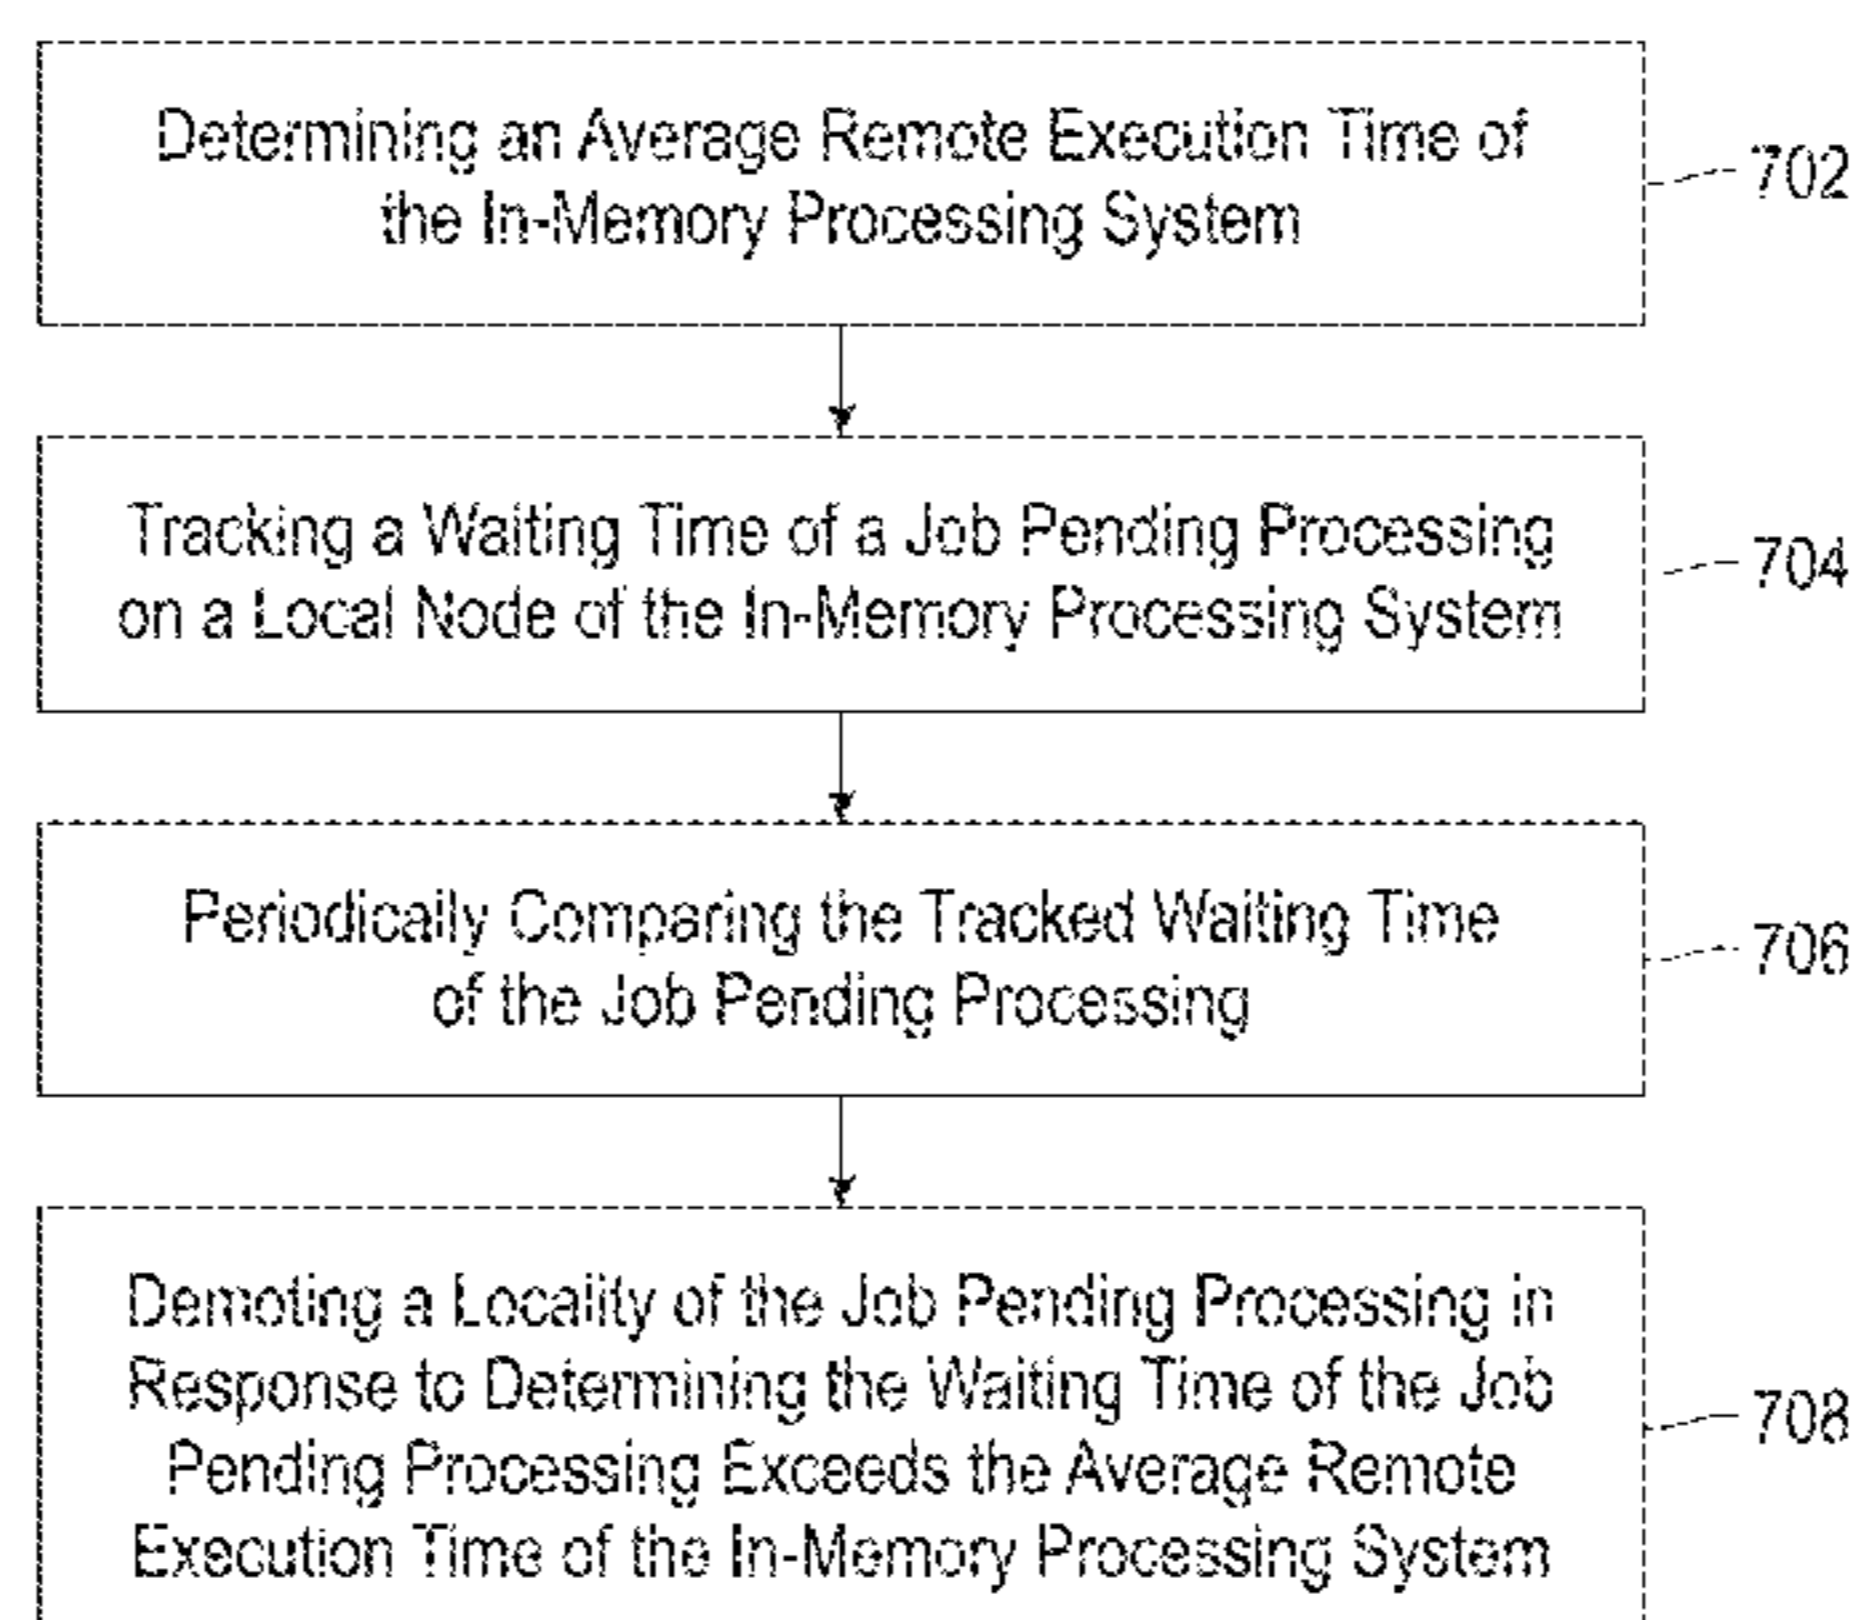 Determining an Average Remote Execution Time of
the In-Memory Processing System
702
Tracking a Waiting Time of a Job Pending Processing
on a Local Node of the In-Memory Processing System
704
Periodically Comparing the Tracked Waiting Time
of the Job Pending Processing
706
Demoting a Locality of the Job Pending Processing in
Response to Determining the Waiting Time of the Job
Pending Processing Exceeds the Average Remote
Execution Time of the In-Memory Processing System
708